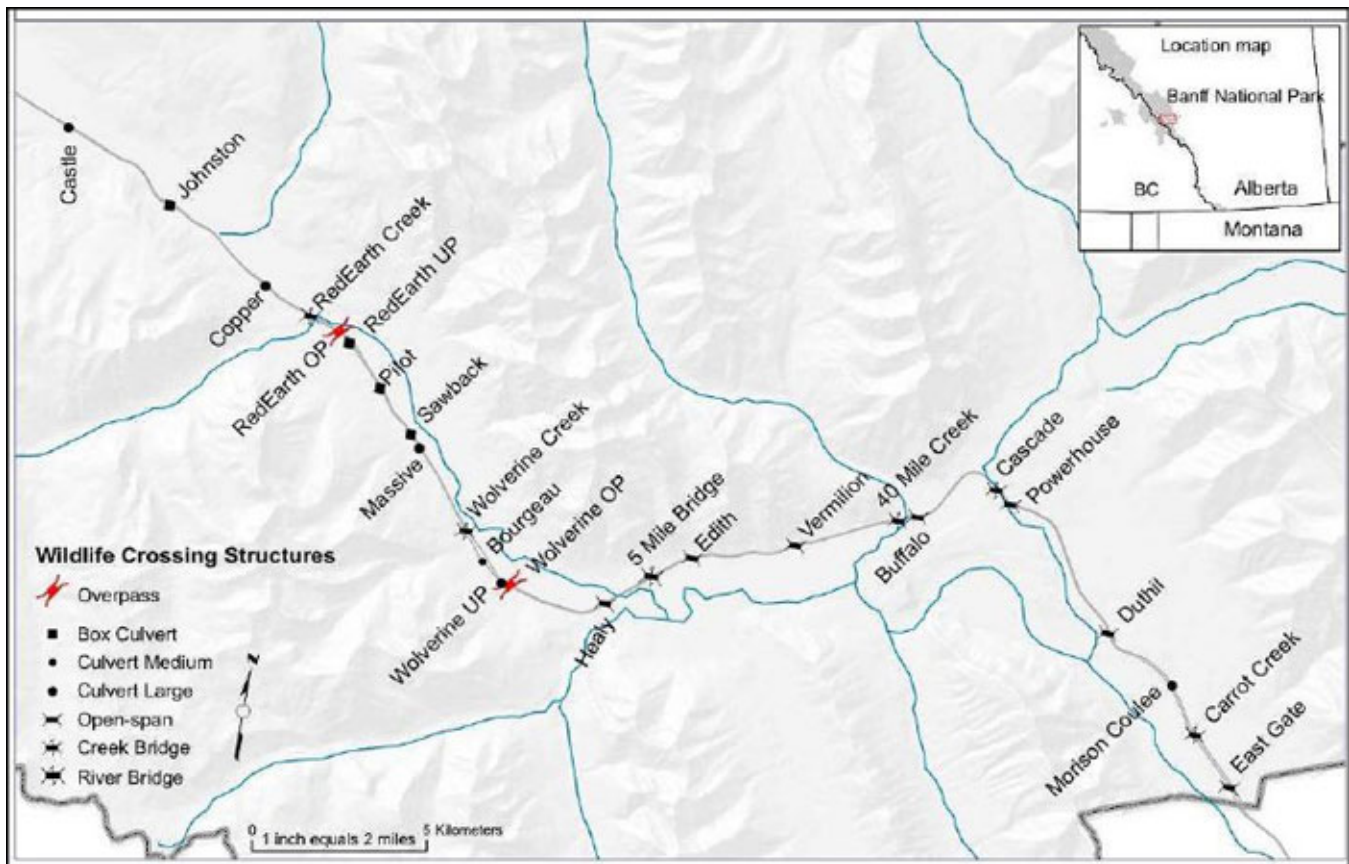 Location map
Banff National Park
BC
Alberta
Montana
Castle
Johnston
Copper
RedEarth Creek
RedEarth UP
RedEarth OP
Pilot
Sawback
Massive
Wolverine Creek
Bourgeau
Wolverine OP
Wolverine UP
Healy
5 Mile Bridge
Edith
Vermilion
40 Mile Creek
Buffalo
Cascade
Powerhouse
Duthil
Morison Coulee
Carrot Creek
East Gate
Wildlife Crossing Structures
Overpass
Box Culvert
Culvert Medium
Culvert Large
Open-span
Creek Bridge
River Bridge
N
0
5 Kilometers
1 inch equals 2 miles